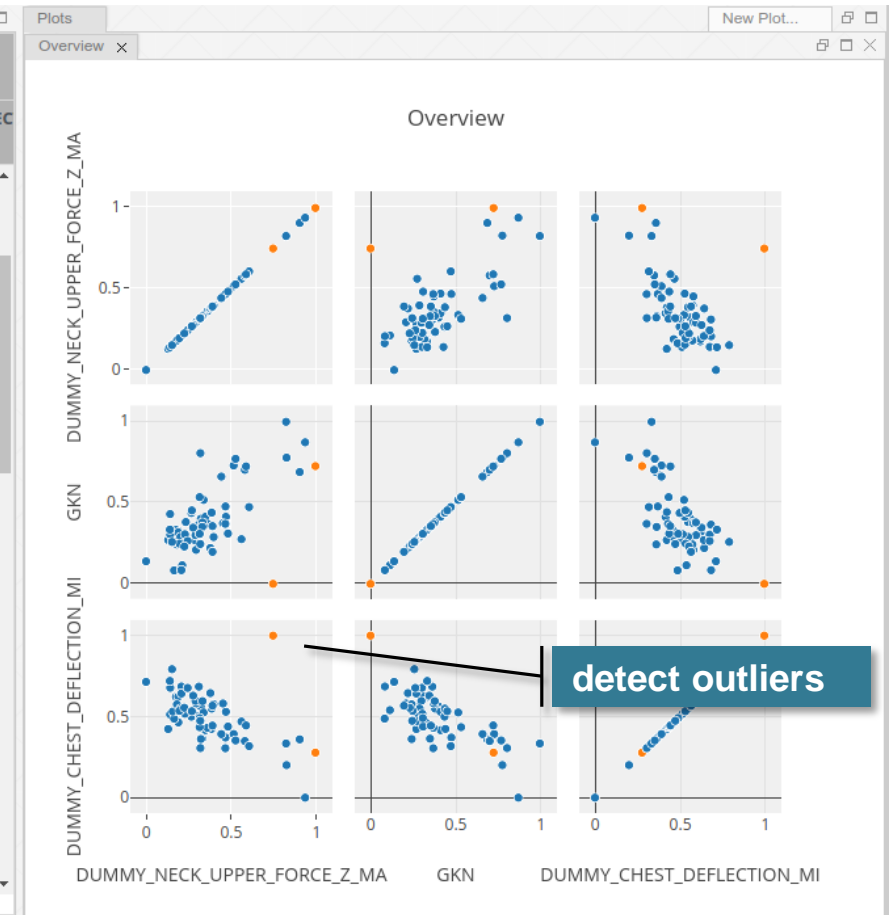 Plots
New Plot...
Overview
EC
Overview
DUMMY_NECK_UPPER_FORCE_Z_MA
1
0.5
0
GKN
1
0.5
0
DUMMY_CHEST_DEFLECTION_MI
1
0.5
0
detect outliers
0 0.5 1 0 0.5 1 0 0.5 1
DUMMY_NECK_UPPER_FORCE_Z_MA GKN DUMMY_CHEST_DEFLECTION_MI